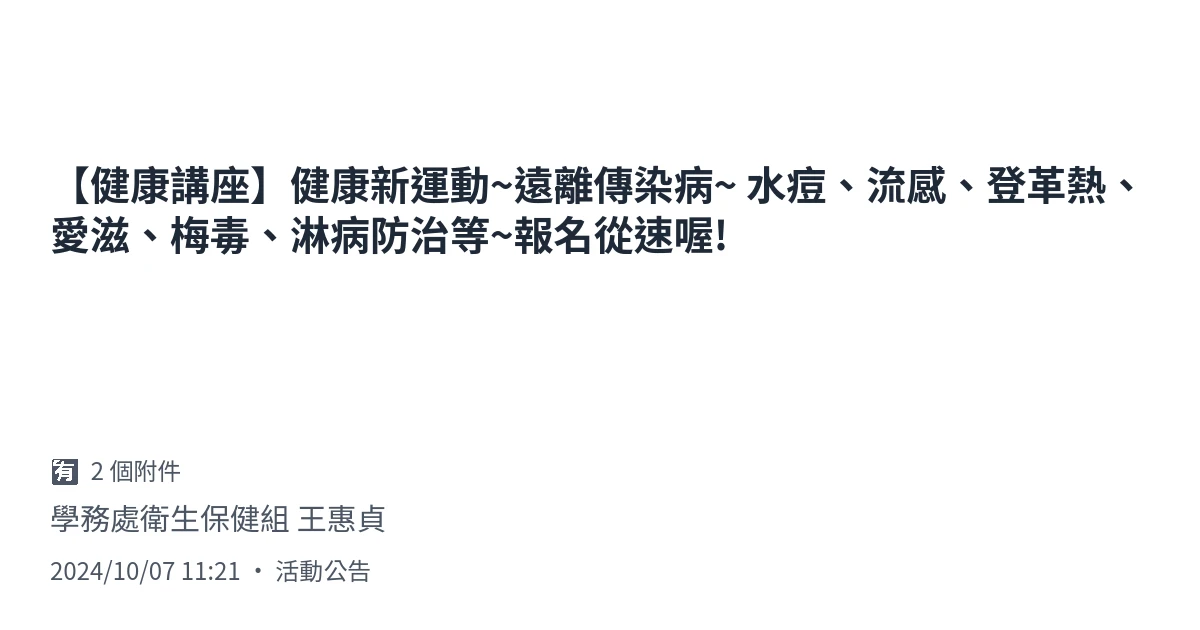 【健康講座】健康新運動~遠離傳染病~ 水痘、流感、登革熱、
愛滋、梅毒、淋病防治等~報名從速喔!
有 2 個附件
學務處衛生保健組 王惠貞
2024/10/07 11:21 • 活動公告